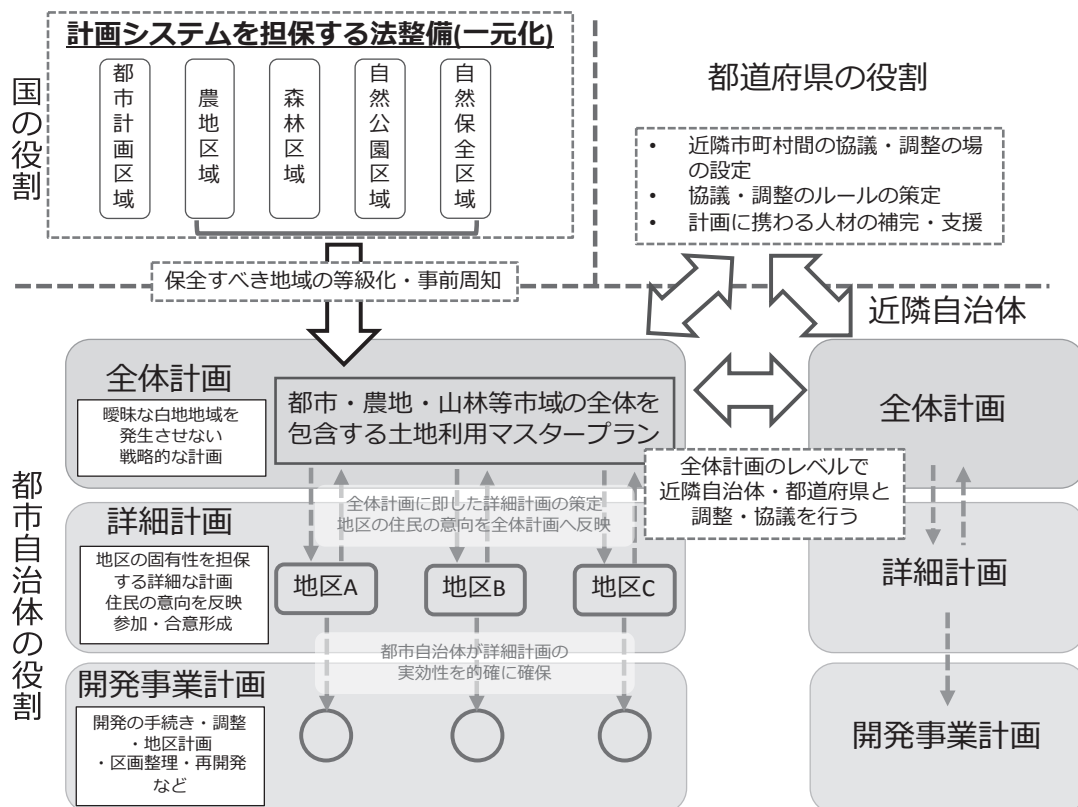 計画システムを担保する法整備(一元化)
国の役割
都市計画区域
農地区域
森林区域
自然公園区域
自然保全区域
都道府県の役割
• 近隣市町村間の協議・調整の場
の設定
• 協議・調整のルールの策定
• 計画に携わる人材の補完・支援
保全すべき地域の等級化・事前周知
近隣自治体
都市自治体の役割
全体計画
曖昧な白地地域を
発生させない
戦略的な計画
都市・農地・山林等市域の全体を
包含する土地利用マスタープラン
全体計画
全体計画のレベルで
近隣自治体・都道府県と
調整・協議を行う
全体計画に即した詳細計画の策定
地区の住民の意向を全体計画へ反映
詳細計画
地区の固有性を担保
する詳細な計画
住民の意向を反映
参加・合意形成
地区A
地区B
地区C
詳細計画
都市自治体が詳細計画の
実効性を的確に確保
開発事業計画
開発の手続き・調整
・地区計画
・区画整理・再開発
など
開発事業計画